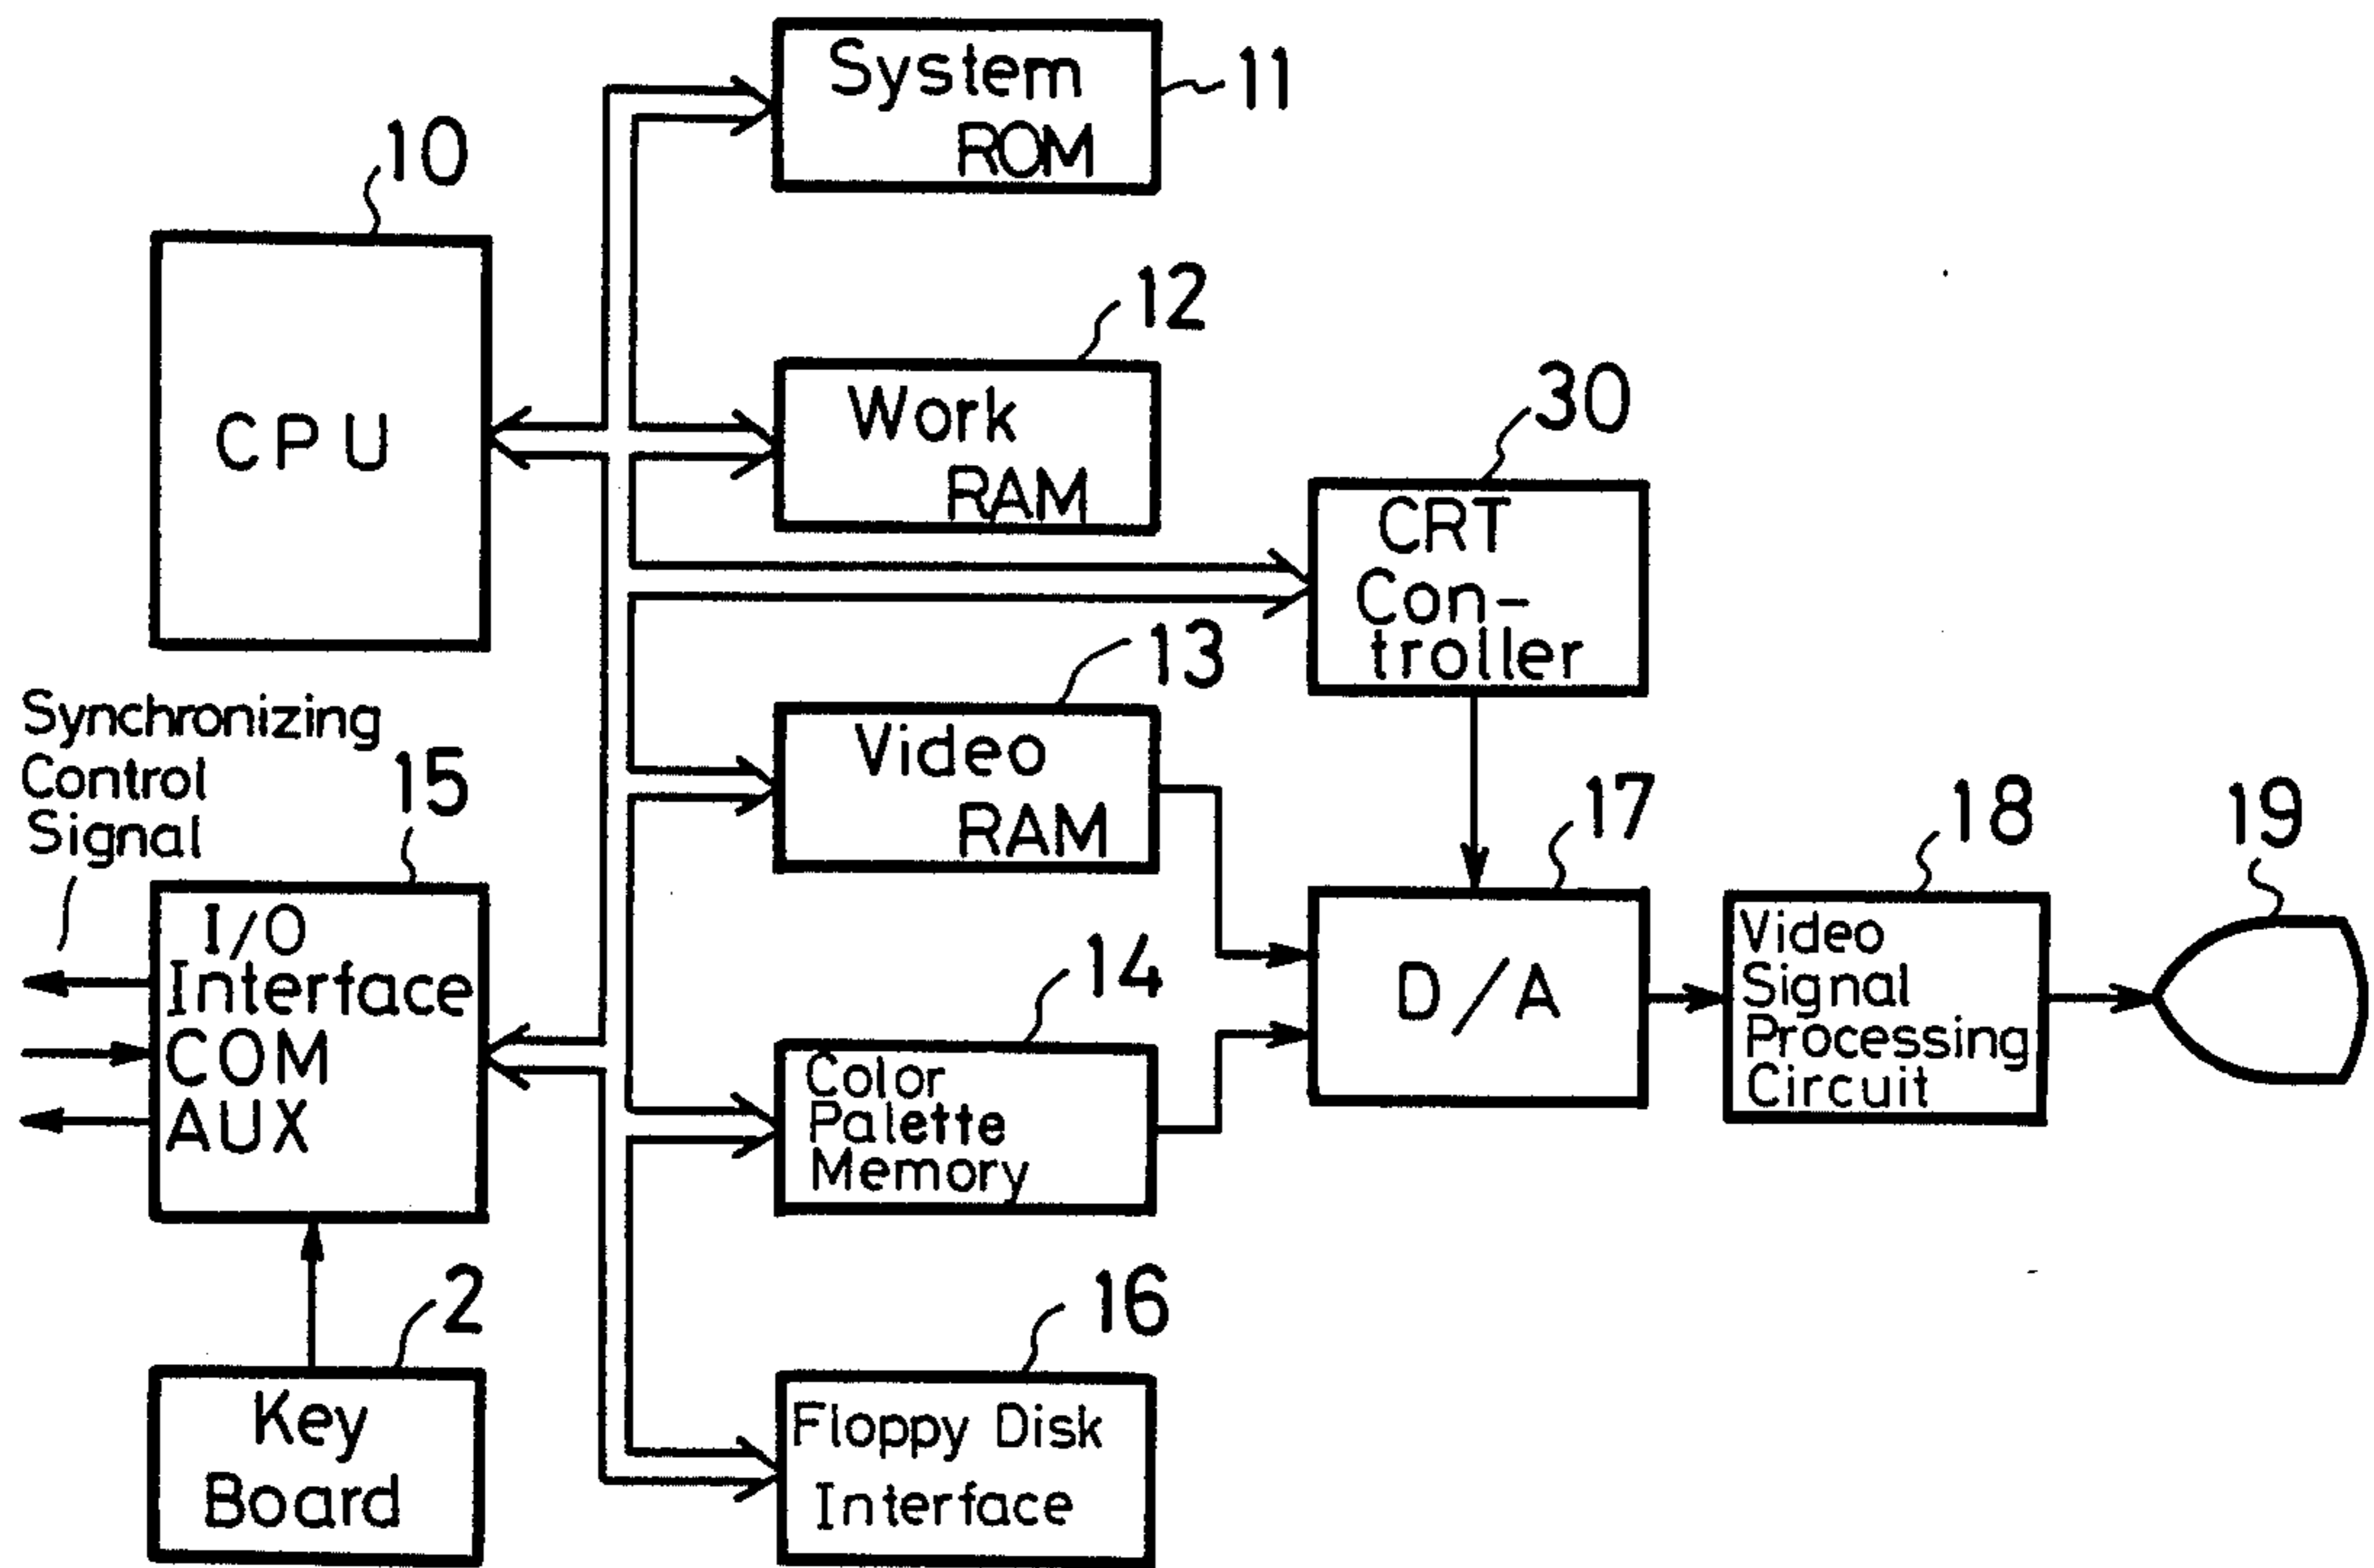 System
ROM
11
10
CPU
12
Work
RAM
30
CRT
Con-
troller
13
Video
RAM
Synchronizing
Control
Signal
15
I/O
Interface
COM
AUX
17
D/A
18
Video
Signal
Processing
Circuit
19
14
Color
Palette
Memory
2
Key
Board
16
Floppy Disk
Interface